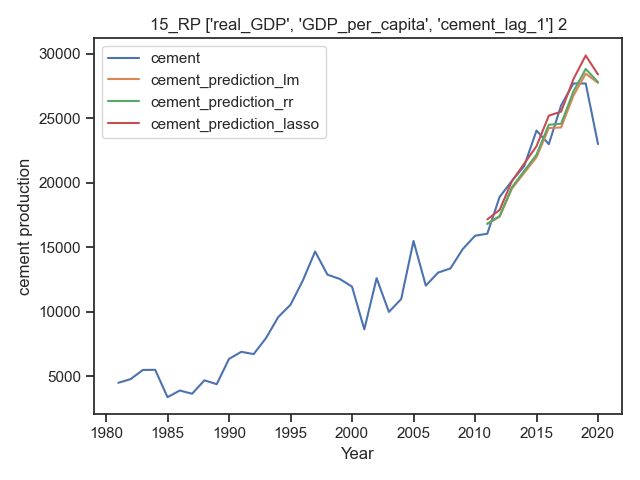 15_RP ['real_GDP', 'GDP_per_capita', 'cement_lag_1'] 2
cement
cement_prediction_lm
cement_prediction_rr
cement_prediction_lasso
30000
25000
20000
15000
10000
5000
cement production
1980 1985 1990 1995 2000 2005 2010 2015 2020
Year